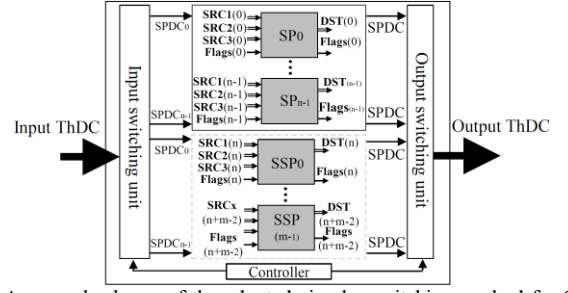 SPDC0
SRC1(0)
SRC2(0)
SRC3(0)
Flags(0)
SP0
DST(0)
Flags(0)
SPDC
Input switching unit
Output switching unit
SRC1(n-1)
SRC2(n-1)
SRC3(n-1)
Flags(n-1)
SPn-1
DST(n-1)
Flags(n-1)
SPDCn-1
SPDC
Input ThDC
Output ThDC
SPDC0
SRC1(n)
SRC2(n)
SRC3(n)
Flags(n)
SSP0
DST(n)
Flags(n)
SPDC
SRCx
(n+m-2)
Flags
(n+m-2)
SSP
(m-1)
DST
(n+m-2)
Flags
(n+m-2)
SPDCn-1
SPDC
Controller